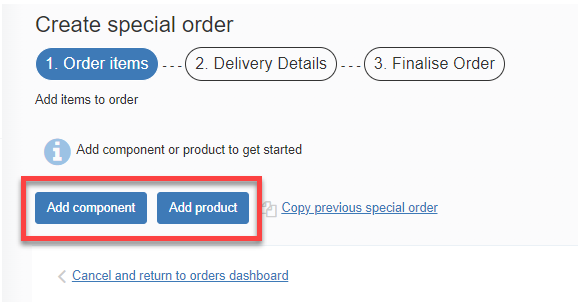 Create special order
1. Order items --- 2. Delivery Details --- 3. Finalise Order
Add items to order
Add component or product to get started
Add component Add product Copy previous special order
Cancel and return to orders dashboard